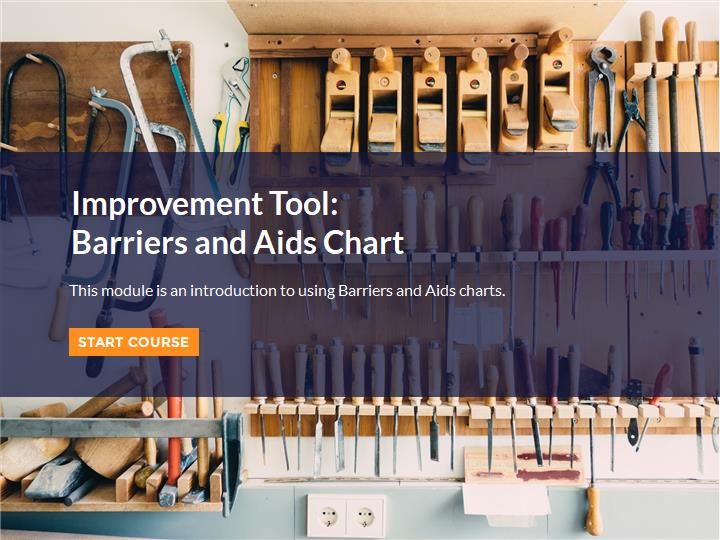 Improvement Tool:
Barriers and Aids Chart
This module is an introduction to using Barriers and Aids charts.
START COURSE